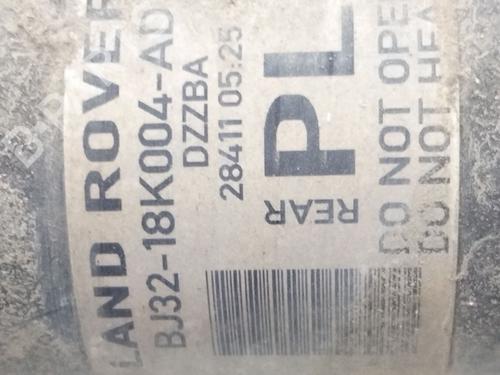 LAND ROVER
BJ32-18K004-AD
DZZBA
28411 05:25
PL
REAR
DO NOT OPE
DO NOT HEA